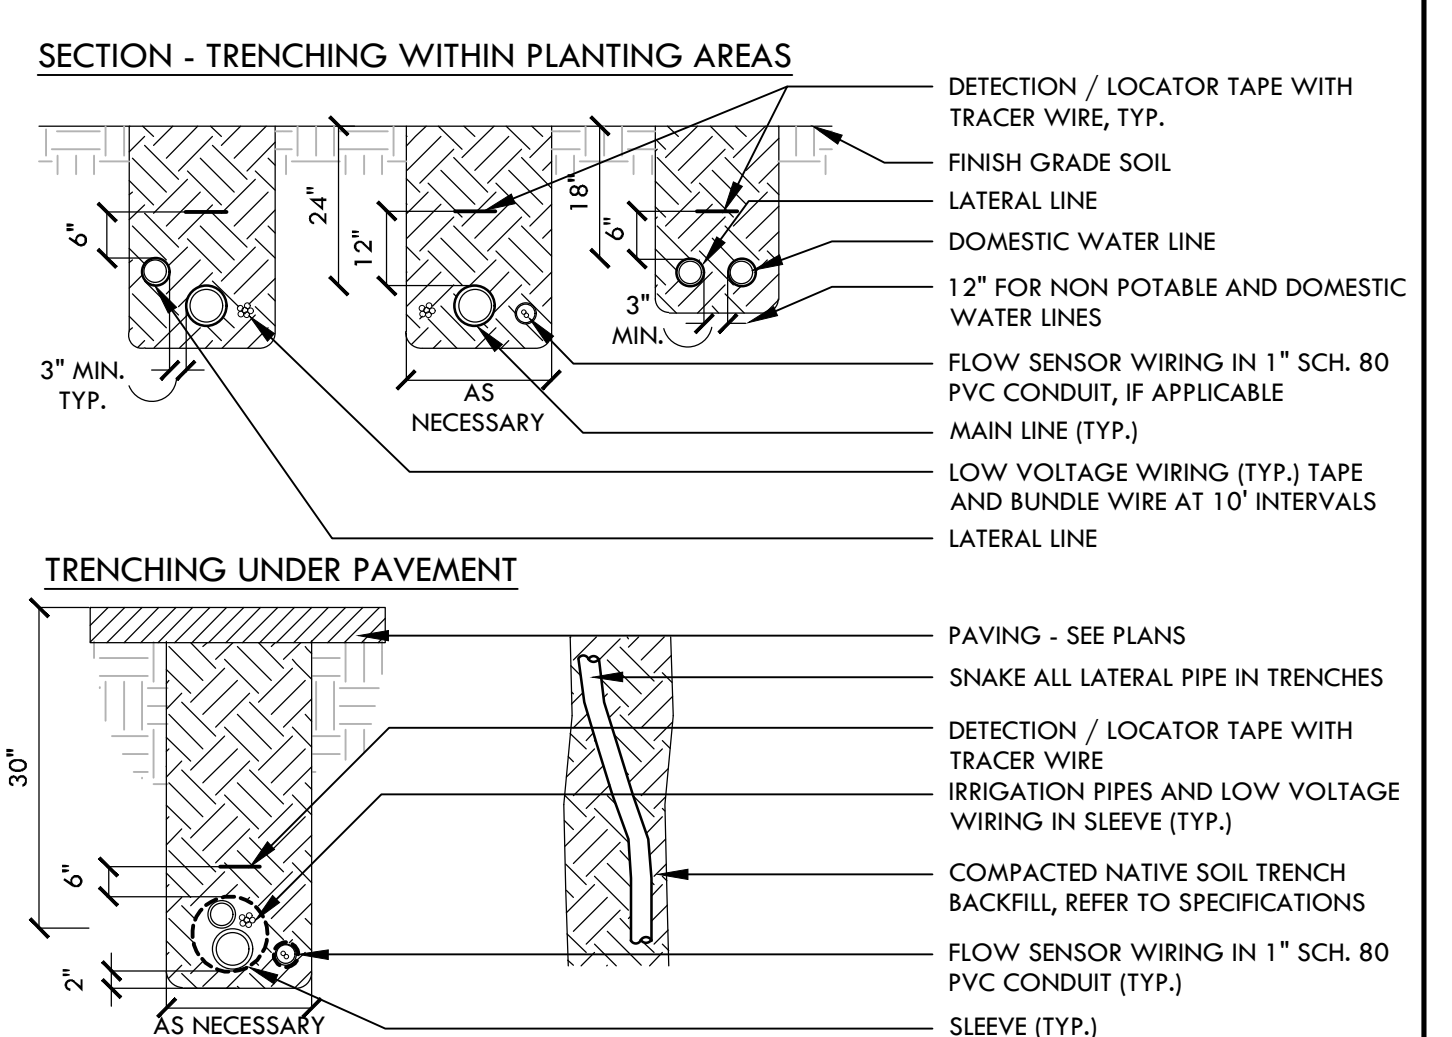 SECTION - TRENCHING WITHIN PLANTING AREAS
DETECTION / LOCATOR TAPE WITH
TRACER WIRE, TYP.
FINISH GRADE SOIL
LATERAL LINE
DOMESTIC WATER LINE
12" FOR NON POTABLE AND DOMESTIC
WATER LINES
FLOW SENSOR WIRING IN 1" SCH. 80
PVC CONDUIT, IF APPLICABLE
MAIN LINE (TYP.)
LOW VOLTAGE WIRING (TYP.) TAPE
AND BUNDLE WIRE AT 10' INTERVALS
LATERAL LINE
6"
24"
12"
18"
6"
3"
MIN.
3" MIN.
TYP.
AS
NECESSARY
TRENCHING UNDER PAVEMENT
PAVING - SEE PLANS
SNAKE ALL LATERAL PIPE IN TRENCHES
DETECTION / LOCATOR TAPE WITH
TRACER WIRE
IRRIGATION PIPES AND LOW VOLTAGE
WIRING IN SLEEVE (TYP.)
COMPACTED NATIVE SOIL TRENCH
BACKFILL, REFER TO SPECIFICATIONS
FLOW SENSOR WIRING IN 1" SCH. 80
PVC CONDUIT (TYP.)
SLEEVE (TYP.)
30"
6"
2"
AS NECESSARY